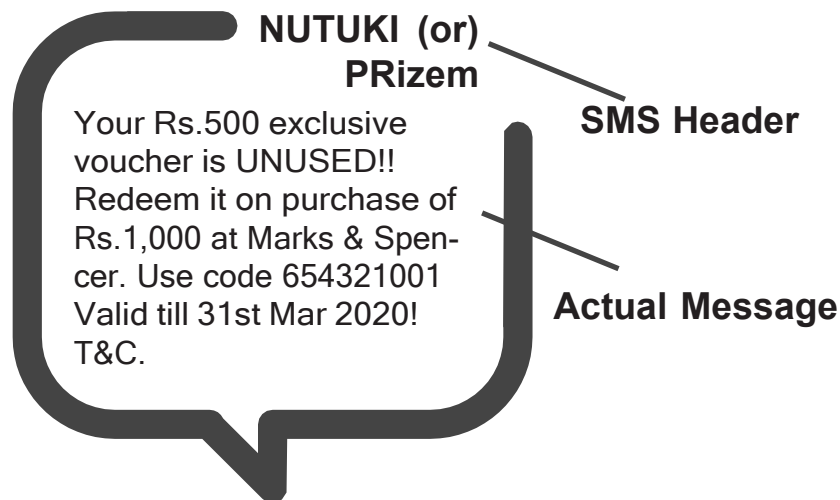 NUTUKI (or)
PRizem
SMS Header
Your Rs.500 exclusive
voucher is UNUSED!!
Redeem it on purchase of
Rs.1,000 at Marks & Spen-
cer. Use code 654321001
Valid till 31st Mar 2020!
T&C.
Actual Message